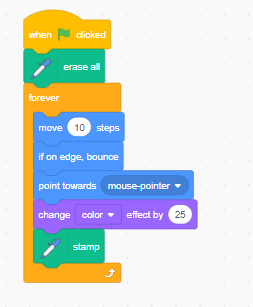 when clicked
erase all
forever
move 10 steps
if on edge, bounce
point towards mouse-pointer
change color effect by 25
stamp